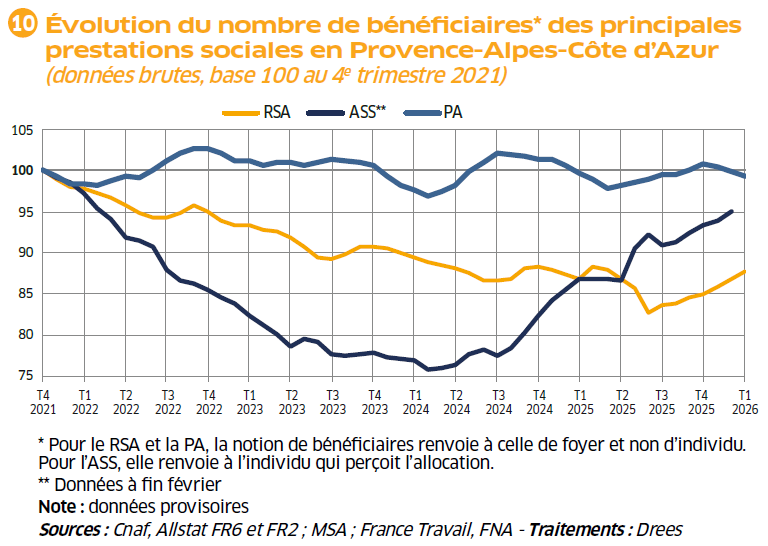 10 Évolution du nombre de bénéficiaires* des principales
prestations sociales en Provence-Alpes-Côte d'Azur
(données brutes, base 100 au 4e trimestre 2021)
RSA ASS** PA
105
100
95
90
85
80
75
T4 T1 T2 T3 T4 T1 T2 T3 T4 T1 T2 T3 T4 T1 T2 T3 T4 T1
2021 2022 2022 2022 2022 2023 2023 2023 2023 2024 2024 2024 2024 2025 2025 2025 2025 2026
* Pour le RSA et la PA, la notion de bénéficiaires renvoie à celle de foyer et non d'individu.
Pour l'ASS, elle renvoie à l'individu qui perçoit l'allocation.
** Données à fin février
Note : données provisoires
Sources : Cnaf, Allstat FR6 et FR2 ; MSA ; France Travail, FNA - Traitements : Drees